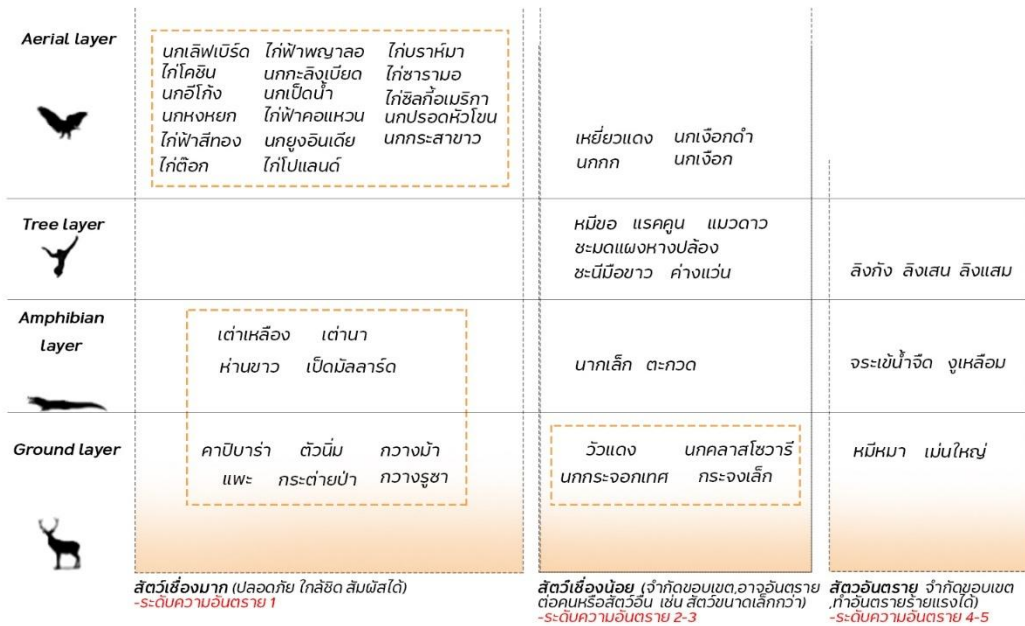 Aerial layer
นกเลิฟเบิร์ด ไก่ฟ้าพญาลอ ไก่บราห์มา
ไก่โคชิน นกกะลิงเบียด ไก่ซารามอ
นกอีโก้ง นกเป็ดน้ำ ไก่ซิลกี้อเมริกา
นกหงหยก ไก่ฟ้าคอแหวน นกปรอดหัวโขน
ไก่ฟ้าสีทอง นกยูงอินเดีย นกกระสาขาว
ไก่ต๊อก ไก่โปแลนด์
เหยี่ยวแดง นกเงือกดำ
นกกก นกเงือก
Tree layer
หมีขอ แรคคูน แมวดาว
ชะมดแผงหางปล้อง
ชะนีมือขาว ค่างแว่น
ลิงกัง ลิงเสน ลิงแสม
Amphibian
layer
เต่าเหลือง เต่านา
ห่านขาว เป็ดมัลลาร์ด
นากเล็ก ตะกวด
จระเข้น้ำจืด งูเหลือม
Ground layer
คาปิบาร่า ตัวนิ่ม กวางม้า
แพะ กระต่ายป่า กวางรูซา
วัวแดง นกคลาสโซวารี
นกกระจอกเทศ กระจงเล็ก
หมีหมา เม่นใหญ่
สัตว์เชื่องมาก (ปลอดภัย ใกล้ชิด สัมผัสได้)
-ระดับความอันตราย 1
สัตว์เชื่องน้อย (จำกัดขอบเขต,อาจอันตราย
ต่อคนหรือสัตว์อื่น เช่น สัตว์ขนาดเล็กกว่า)
-ระดับความอันตราย 2-3
สัตวอันตราย จำกัดขอบเขต
,ทำอันตรายร้ายแรงได้)
-ระดับความอันตราย 4-5